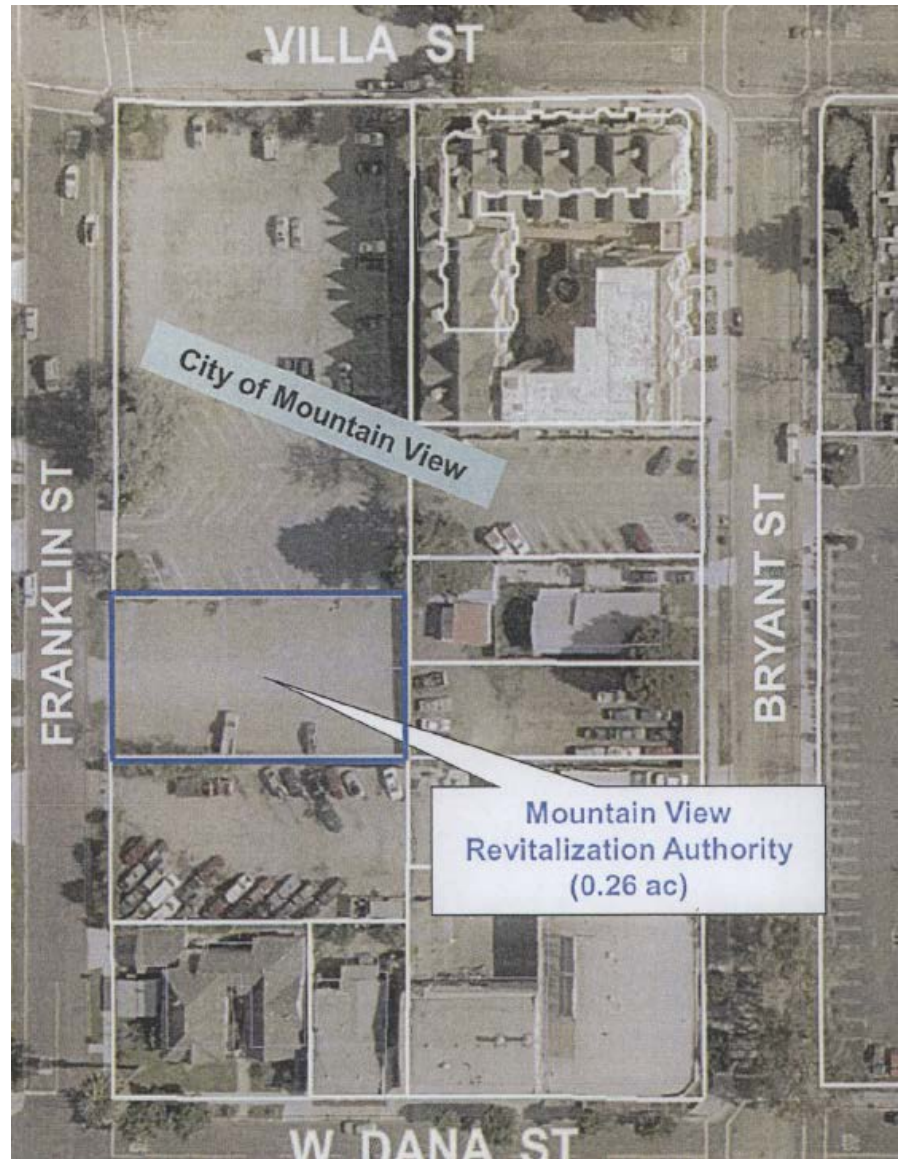 VILLA ST
City of Mountain View
FRANKLIN ST
BRYANT ST
Mountain View
Revitalization Authority
(0.26 ac)
W DANA ST